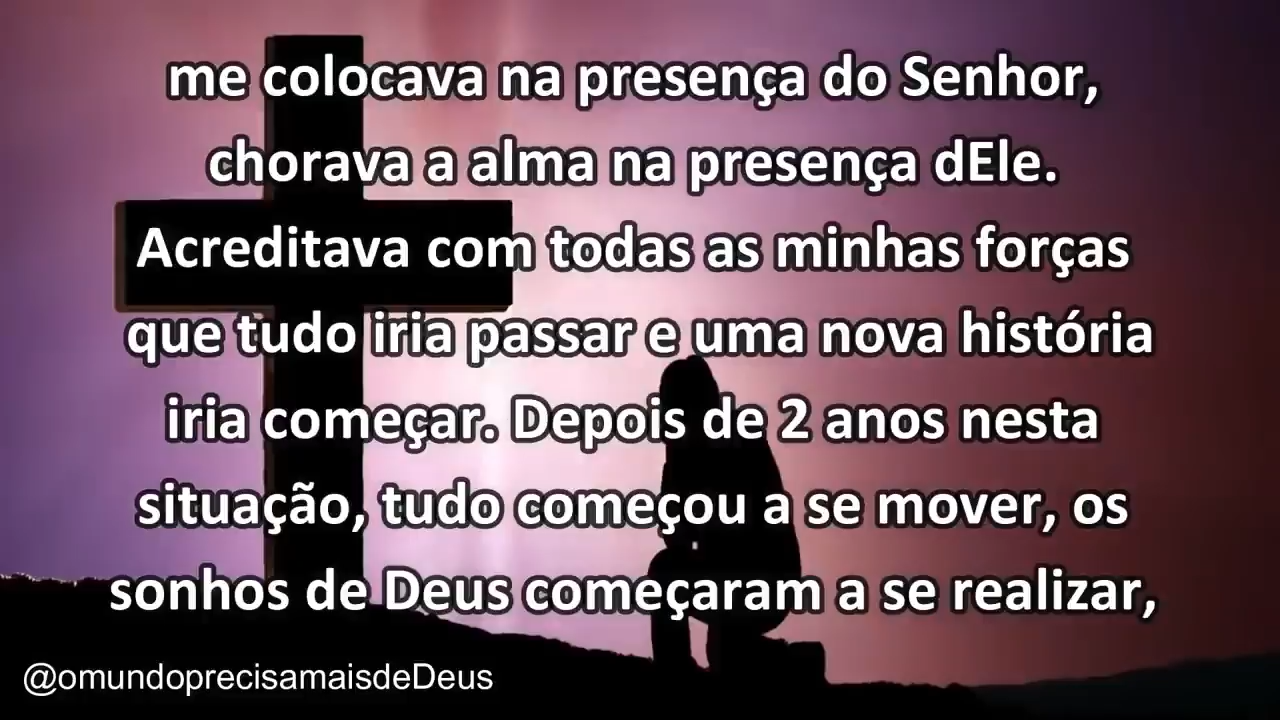 me colocava na presença do Senhor,
chorava a alma na presença dEle.
Acreditava com todas as minhas forças
que tudo iria passar e uma nova história
iria começar. Depois de 2 anos nesta
situação, tudo começou a se mover, os
sonhos de Deus começaram a se realizar,
@omundoprecisamaisdeDeus